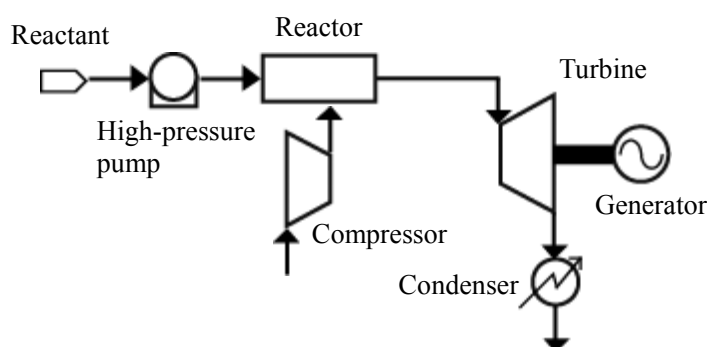 Reactant
Reactor
Turbine
High-pressure
pump
Generator
Compressor
Condenser